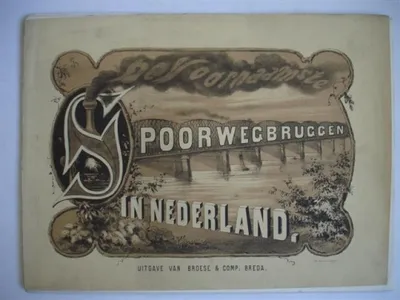 De Voornaamste
SPOORWEGBRUGGEN
IN NEDERLAND,
UITGAVE VAN BROESE & COMP. BREDA.